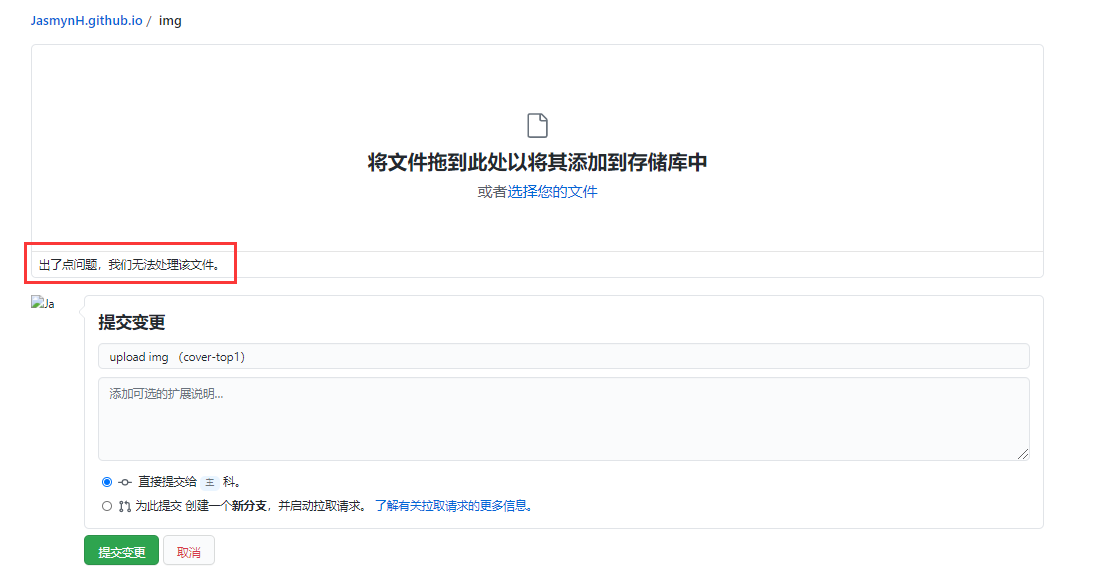 JasmynH.github.io / img
将文件拖到此处以将其添加到存储库中
或者选择您的文件
出了点问题，我们无法处理该文件。
Ja
提交变更
upload img （cover-top1）
添加可选的扩展说明...
直接提交给 主 科。
为此提交 创建一个新分支，并启动拉取请求。 了解有关拉取请求的更多信息。
提交变更 取消